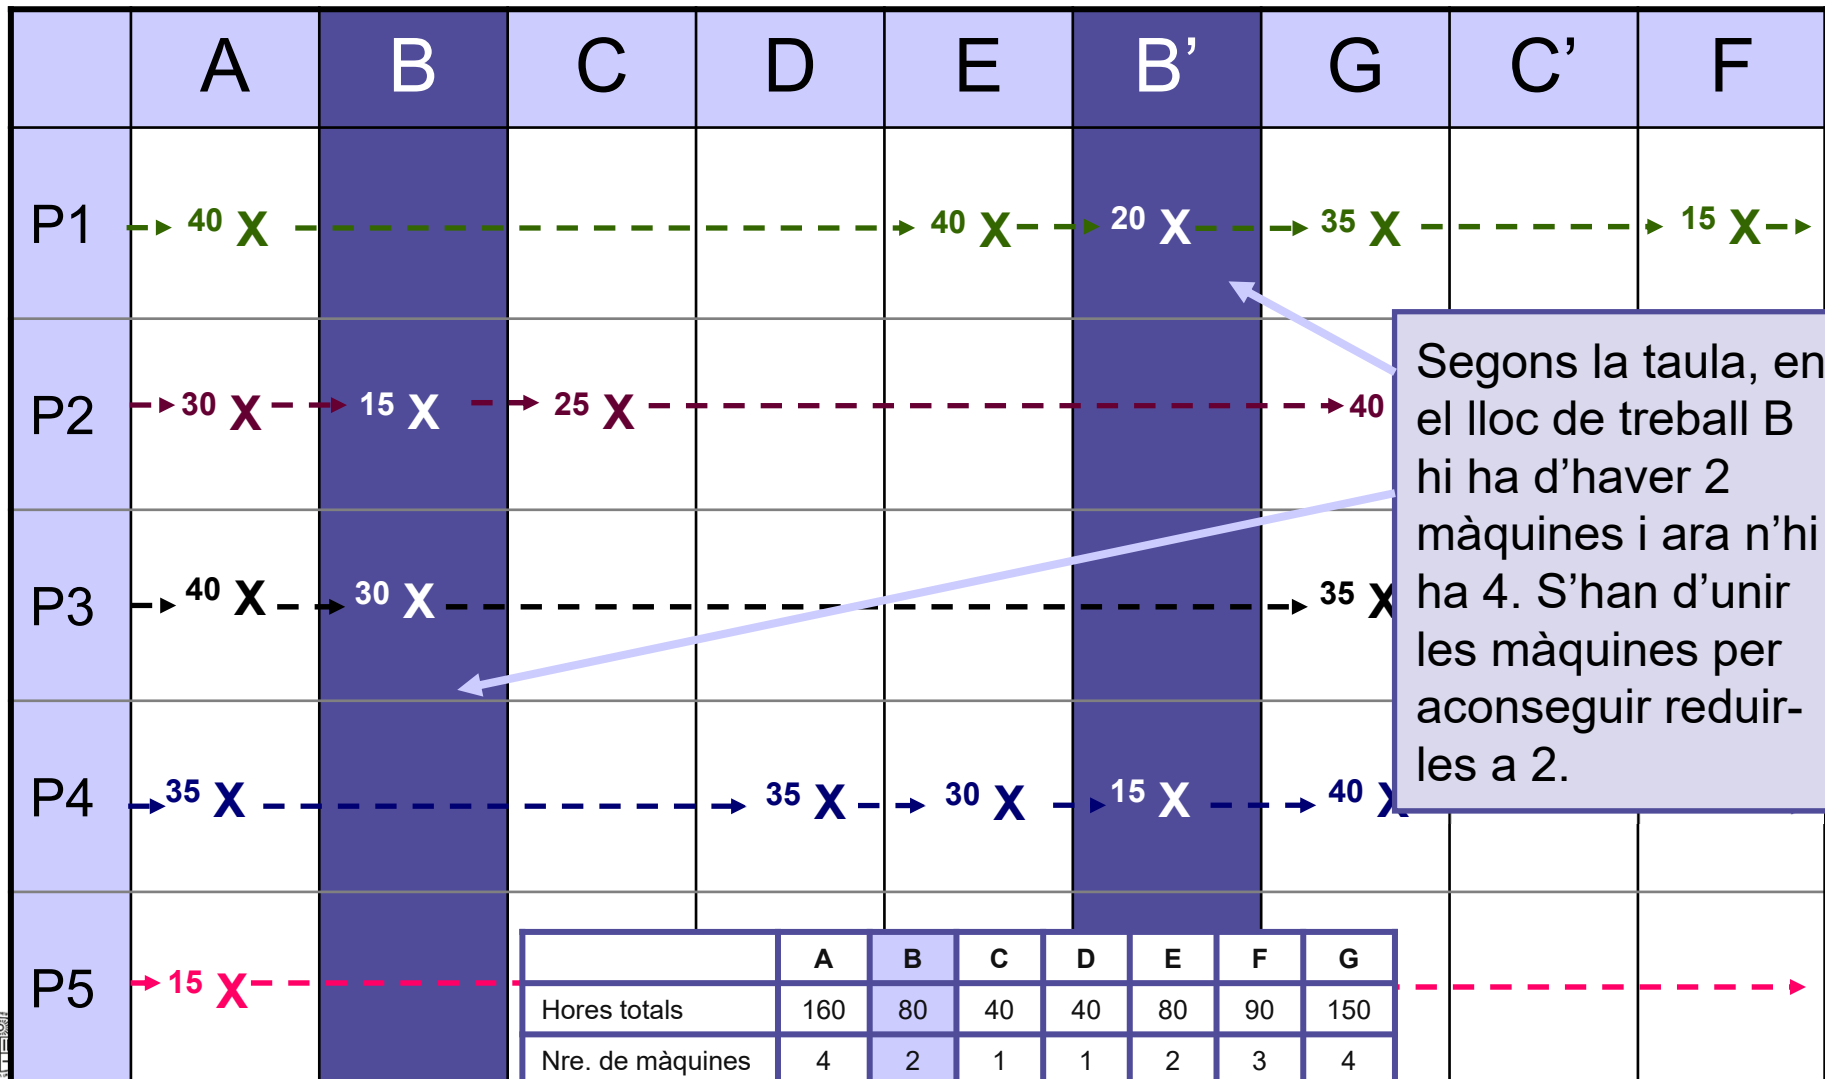 A B C D E B’ G C’ F
P1 40 X 40 X 20 X 35 X 15 X
P2 30 X 15 X 25 X 40
P3 40 X 30 X 35 X
P4 35 X 35 X 30 X 15 X 40 X
P5 15 X
Segons la taula, en
el lloc de treball B
hi ha d’haver 2
màquines i ara n’hi
ha 4. S’han d’unir
les màquines per
aconseguir reduir-
les a 2.
A B C D E F G
Hores totals 160 80 40 40 80 90 150
Nre. de màquines 4 2 1 1 2 3 4